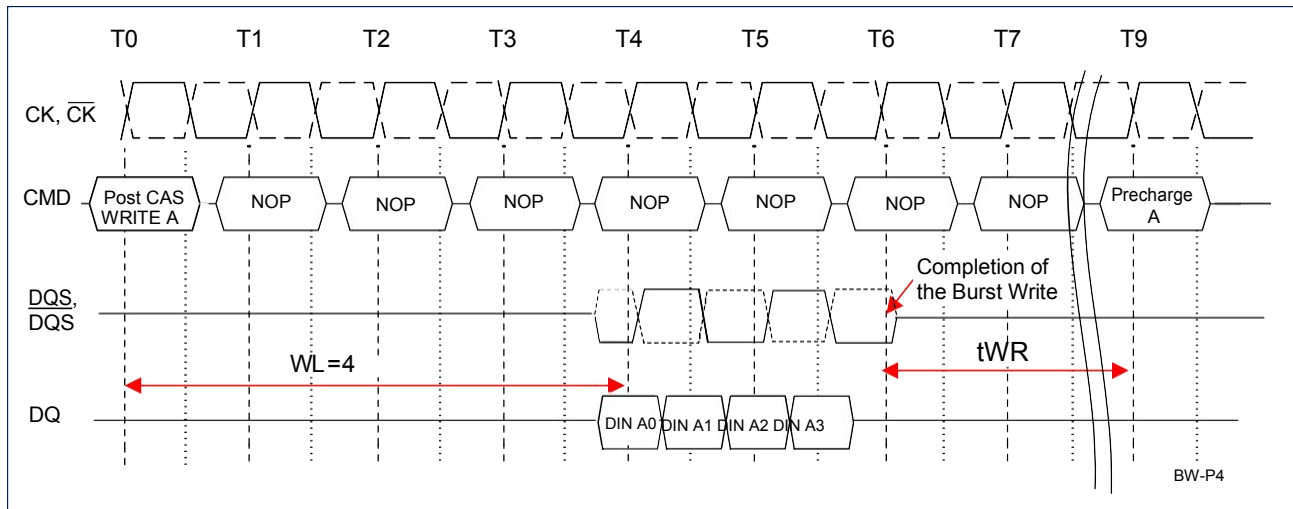 T0 T1 T2 T3 T4 T5 T6 T7 T9
CK, CK
CMD
Post CAS
WRITE A
NOP NOP NOP NOP NOP NOP NOP
Precharge
A
Completion of
the Burst Write
DQS,
DQS
WL=4
tWR
DQ
DIN A0 DIN A1 DIN A2 DIN A3
BW-P4